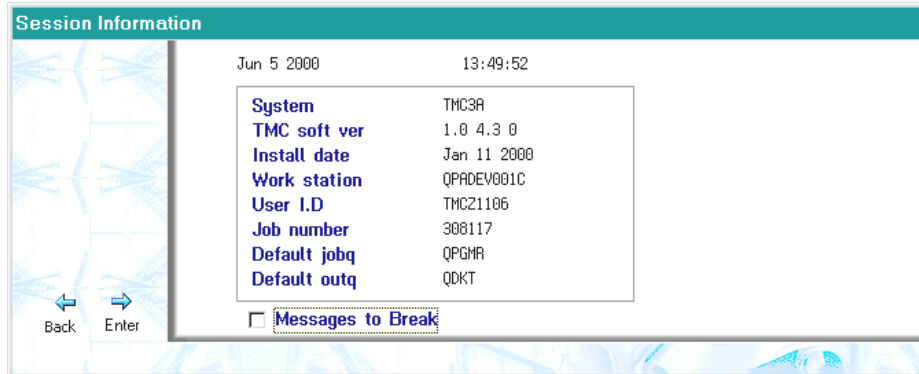 Session Information
Jun 5 2000 13:49:52
System TMC3A
TMC soft ver 1.0 4.3 0
Install date Jan 11 2000
Work station QPADEV001C
User I.D TMCZ1106
Job number 308117
Default jobq QPGMR
Default outq QDKT
Messages to Break
Back Enter